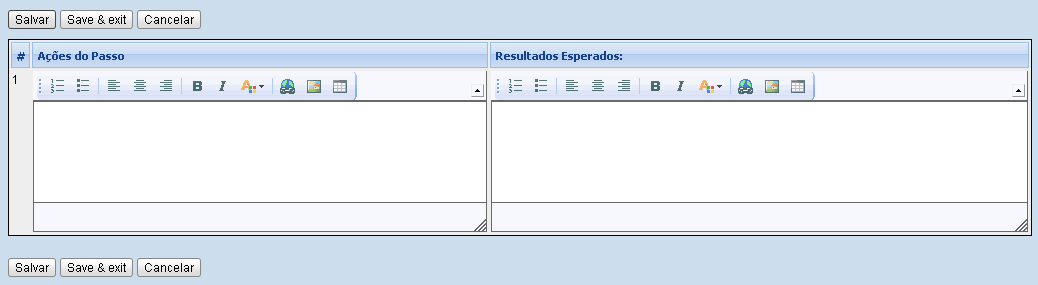 Salvar Save & exit Cancelar
# Ações do Passo Resultados Esperados:
1
B I A B I A
Salvar Save & exit Cancelar